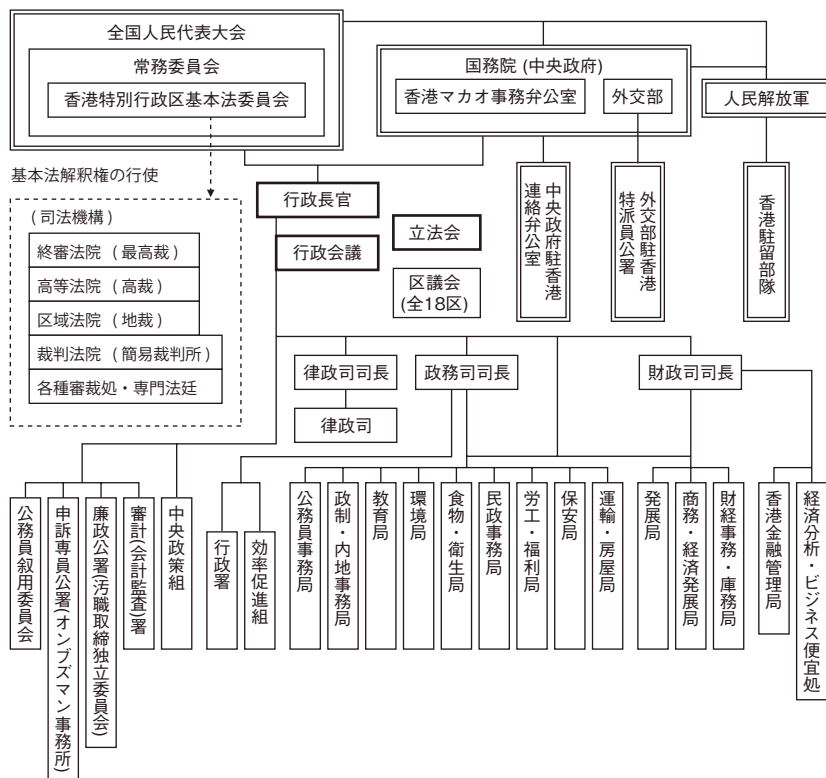 全国人民代表大会
常務委員会
香港特別行政区基本法委員会
国務院 (中央政府)
香港マカオ事務弁公室
外交部
人民解放軍
基本法解釈権の行使
(司法機構)
終審法院 (最高裁)
高等法院 (高裁)
区域法院 (地裁)
裁判法院 (簡易裁判所)
各種審裁処・専門法廷
行政長官
行政会議
立法会
区議会
(全18区)
中央政府駐香港
連絡弁公室
外交部駐香港
特派員公署
香港駐留部隊
律政司司長
政務司司長
財政司司長
律政司
公務員叙用委員会
申訴専員公署(オンブズマン事務所)
廉政公署(汚職取締独立委員会)
審計(会計監査)署
中央政策組
行政署
効率促進組
公務員事務局
政制・内地事務局
教育局
環境局
食物・衛生局
民政事務局
労工・福利局
保安局
運輸・房屋局
発展局
商務・経済発展局
財経事務・庫務局
香港金融管理局
経済分析・ビジネス便宜処